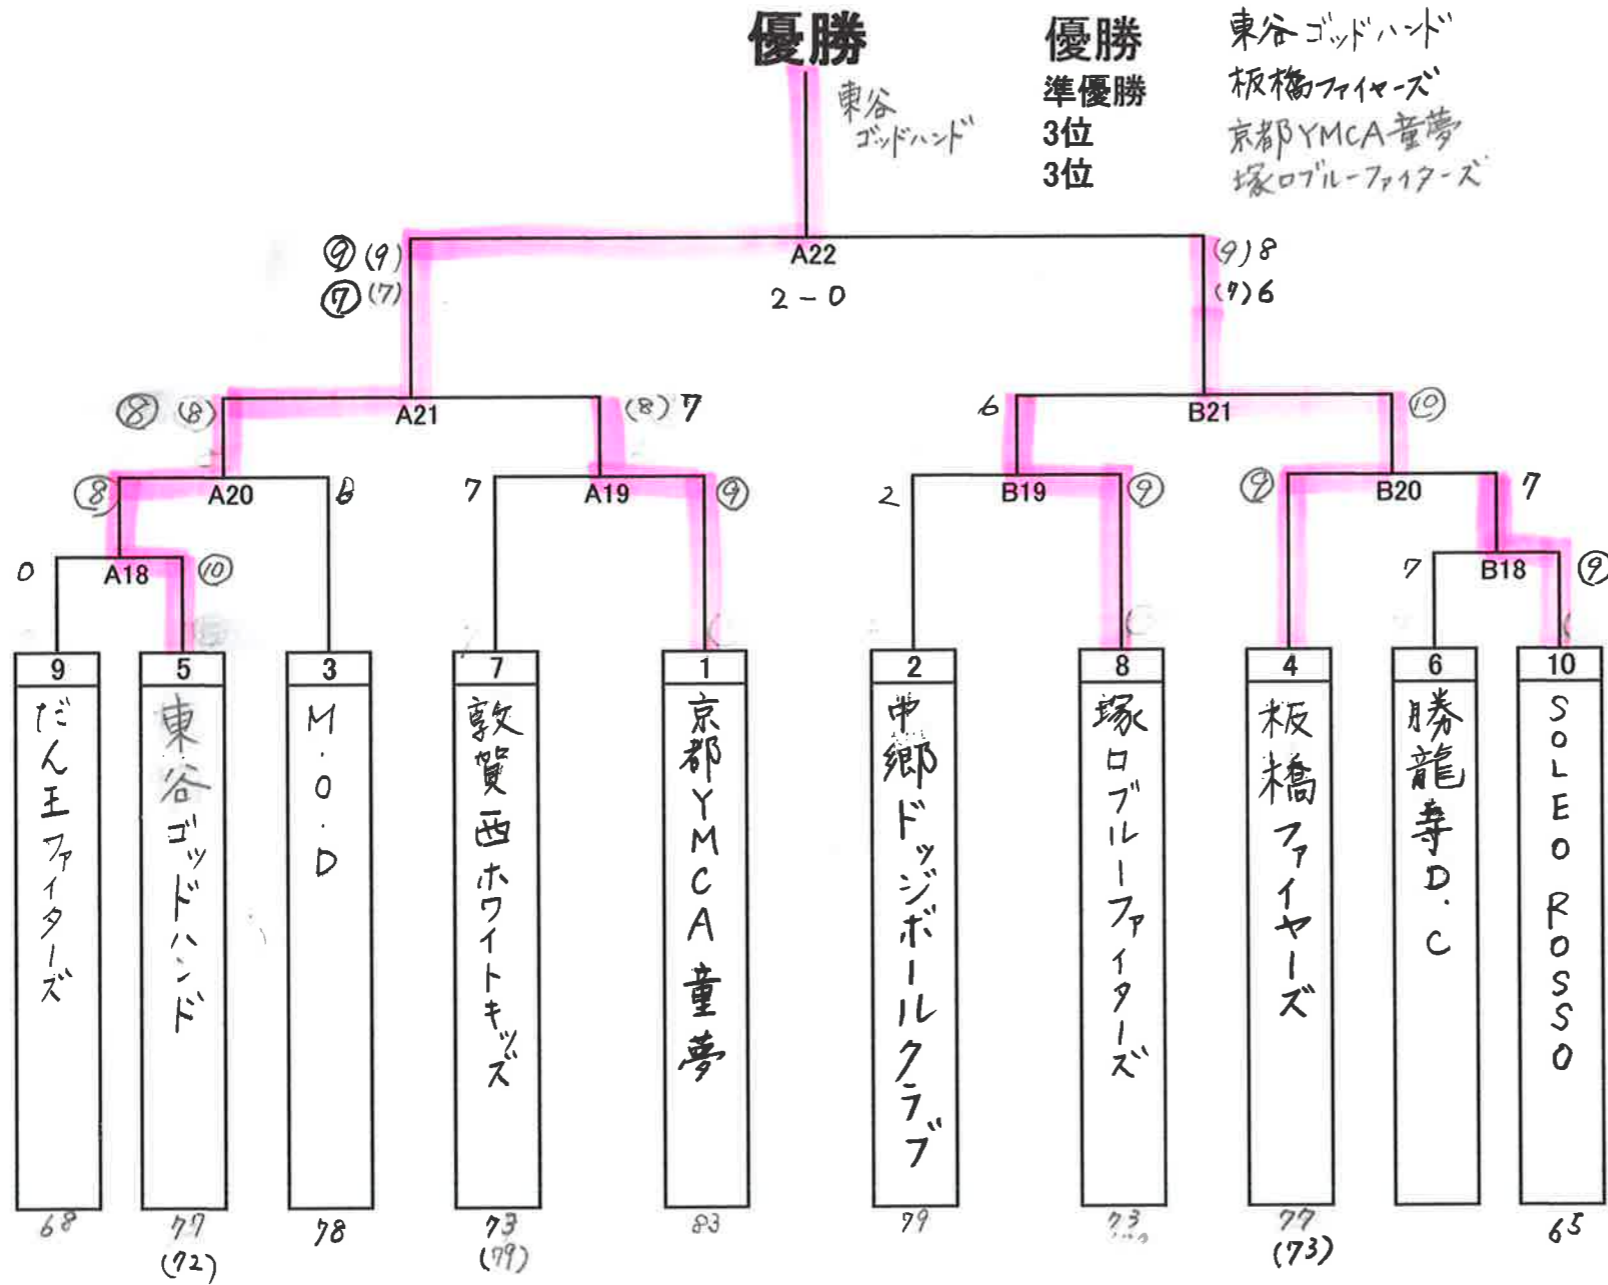 優勝
東谷
ゴッドハンド
優勝 東谷ゴッドハンド
準優勝 板橋ファイヤーズ
3位 京都YMCA童夢
3位 塚口ブルーファイターズ
⑨ (9) A22 (9) 8
⑦ (7) 2-0 (7) 6
⑧ (8) A21 (8) 7 6 B21 ⑩
⑧ A20 6 7 A19 ⑨ 2 B19 ⑨ ⑨ B20 7
0 A18 ⑩ 7 B18 ⑨
9 5 3 7 1 2 8 4 6 10
だん王ファイターズ
東谷ゴッドハンド
M.O.D
敦賀西ホワイトキッズ
京都YMCA童夢
中郷ドッジボールクラブ
塚口ブルーファイターズ
板橋ファイヤーズ
勝龍寺D.C
SOLEO ROSSO
68 77 78 73 83 79 73 77 65
(72) (79) (73)